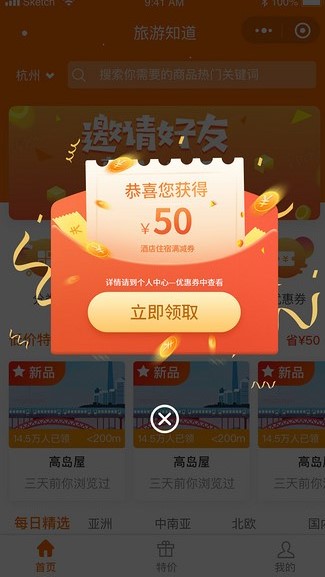 Sketch
9:41 AM
100%
旅游知道
杭州
搜索你需要的商品热门关键词
邀请好友
恭喜您获得
¥50
酒店住宿满减券
详情请到个人中心—优惠券中查看
立即领取
优惠券
省¥50
新品
新品
新品
14.5万人已领 <200m
14.5万人已领 <200m
14.5万人已领
高岛屋
高岛屋
高岛屋
三天前你浏览过
三天前你浏览过
三天前你浏览过
每日精选
亚洲
中南亚
北欧
国内
首页
特价
我的